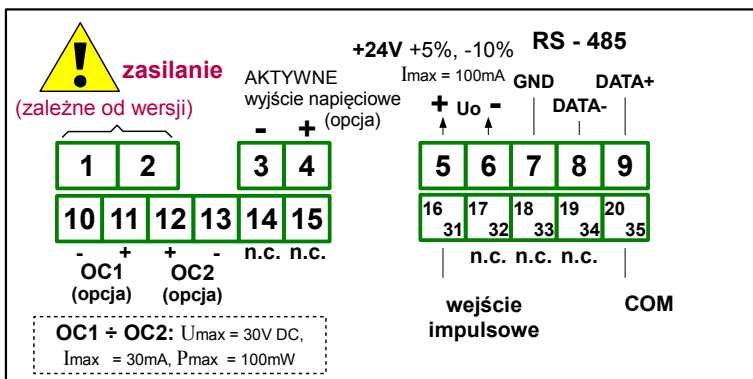 zasilanie
(zależne od wersji)
AKTYWNE
wyjście napięciowe
(opcja)
- +
+24V +5%, -10%
Imax = 100mA
+ Uo -
RS - 485
GND
DATA-
DATA+
1 2 3 4 5 6 7 8 9
10 11 12 13 14 15
16 31 17 32 18 33 19 34 20 35
- + + - n.c. n.c.
n.c. n.c. n.c.
OC1
(opcja)
OC2
(opcja)
wejście
impulsowe
COM
OC1 ÷ OC2: Umax = 30V DC,
Imax = 30mA, Pmax = 100mW